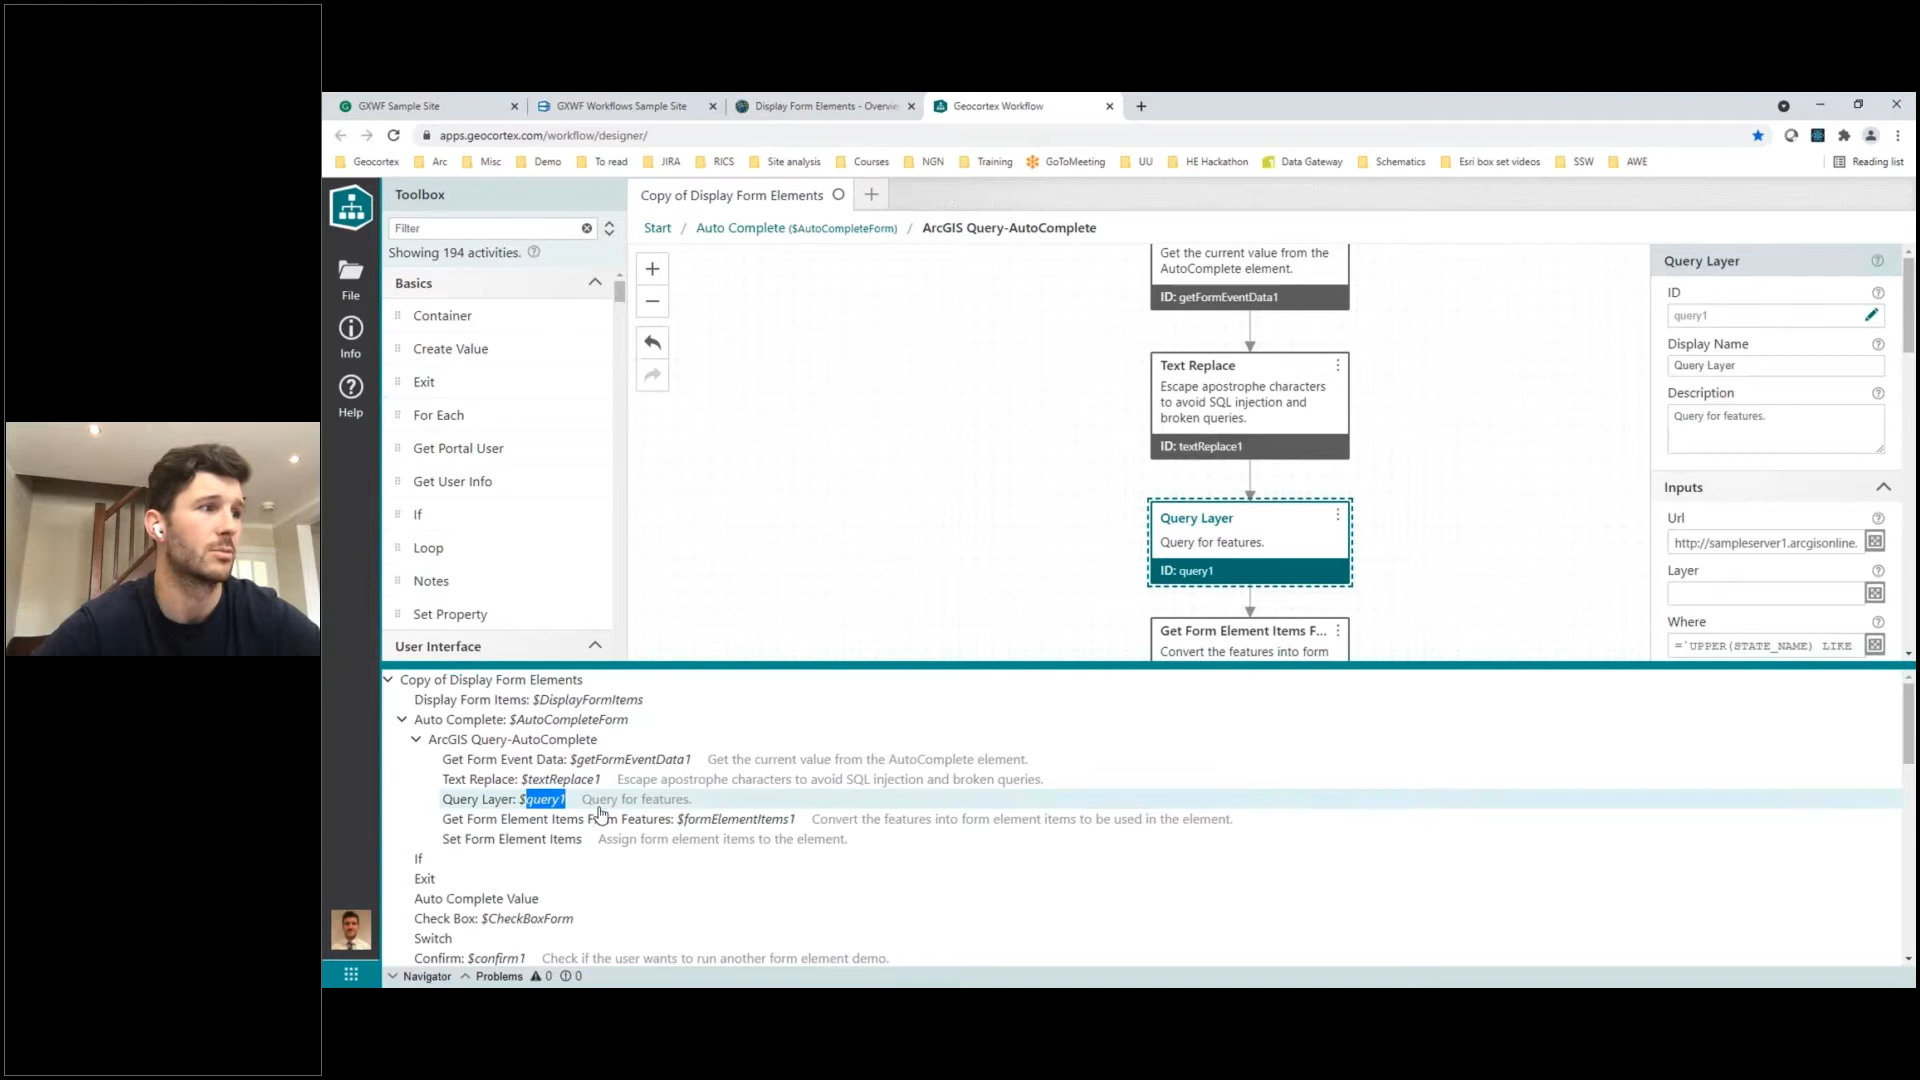 GXWF Sample Site
GXWF Workflows Sample Site
Display Form Elements - Overvie
Geocortex Workflow
apps.geocortex.com/workflow/designer/
Geocortex
Arc
Misc
Demo
To read
JIRA
RICS
Site analysis
Courses
NGN
Training
GoToMeeting
UU
HE Hackathon
Data Gateway
Schematics
Esri box set videos
SSW
AWE
Reading list
File
Info
Help
Toolbox
Filter
Showing 194 activities.
Basics
Container
Create Value
Exit
For Each
Get Portal User
Get User Info
If
Loop
Notes
Set Property
User Interface
Copy of Display Form Elements
Start / Auto Complete ($AutoCompleteForm) / ArcGIS Query-AutoComplete
Get the current value from the
AutoComplete element.
ID: getFormEventData1
Text Replace
Escape apostrophe characters
to avoid SQL injection and
broken queries.
ID: textReplace1
Query Layer
Query for features.
ID: query1
Get Form Element Items F...
Convert the features into form
Query Layer
ID
query1
Display Name
Query Layer
Description
Query for features.
Inputs
Url
http://sampleserver1.arcgisonline.
Layer
Where
=`UPPER(STATE_NAME) LIKE
Copy of Display Form Elements
Display Form Items: $DisplayFormItems
Auto Complete: $AutoCompleteForm
ArcGIS Query-AutoComplete
Get Form Event Data: $getFormEventData1 Get the current value from the AutoComplete element.
Text Replace: $textReplace1 Escape apostrophe characters to avoid SQL injection and broken queries.
Query Layer: $query1 Query for features.
Get Form Element Items From Features: $formElementItems1 Convert the features into form element items to be used in the element.
Set Form Element Items Assign form element items to the element.
If
Exit
Auto Complete Value
Check Box: $CheckBoxForm
Switch
Confirm: $confirm1 Check if the user wants to run another form element demo.
Navigator Problems 0 0